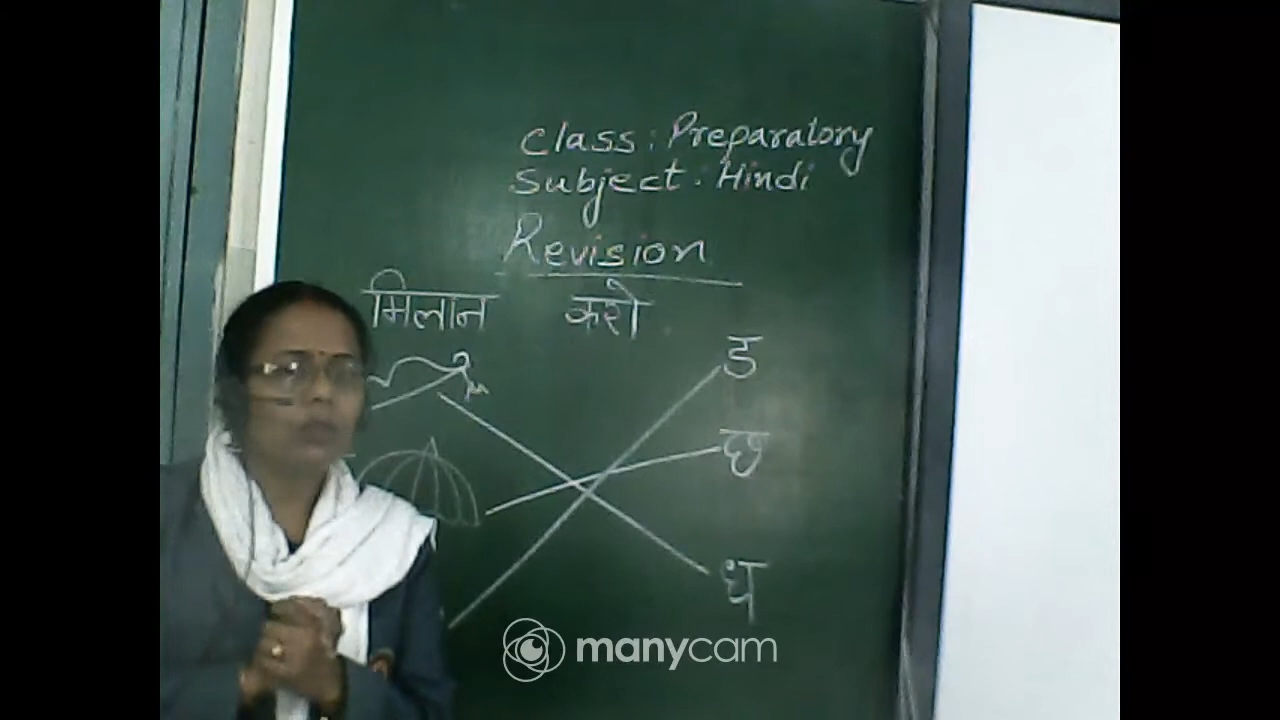 Class: Preparatory
Subject. Hindi
Revision
मिलान करो
ड
छ
ध
manycam